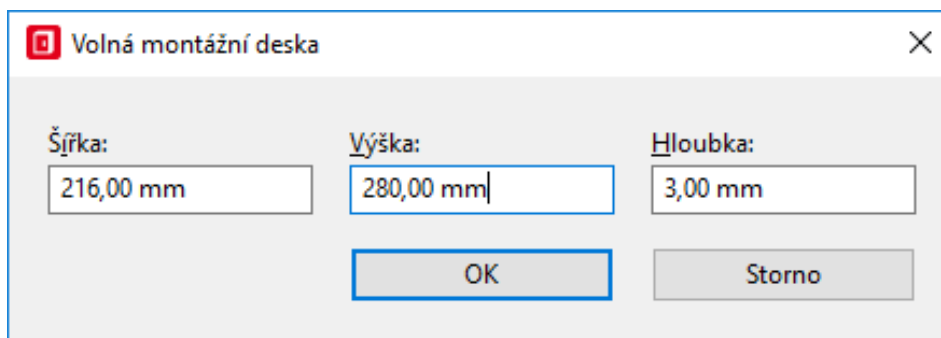 Volná montážní deska
Šířka: Výška: Hloubka:
216,00 mm 280,00 mm 3,00 mm
OK Storno